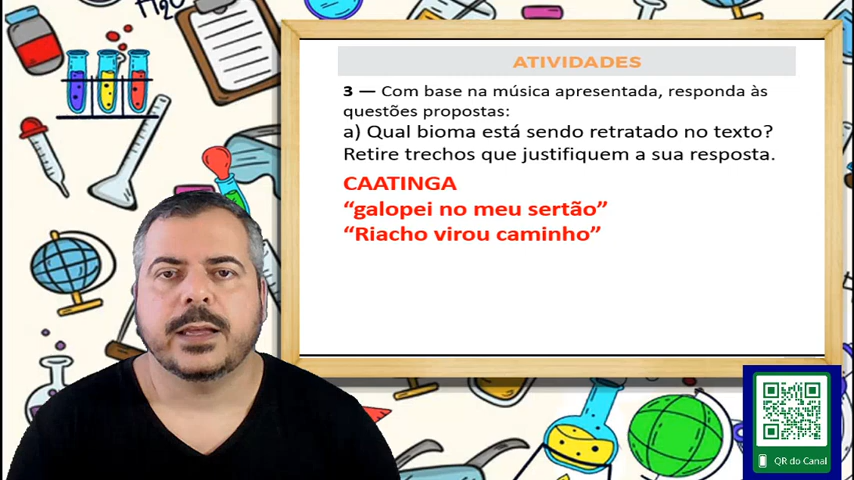 H2O
ATIVIDADES
3 — Com base na música apresentada, responda às
questões propostas:
a) Qual bioma está sendo retratado no texto?
Retire trechos que justifiquem a sua resposta.
CAATINGA
“galopei no meu sertão”
“Riacho virou caminho”
QR do Canal